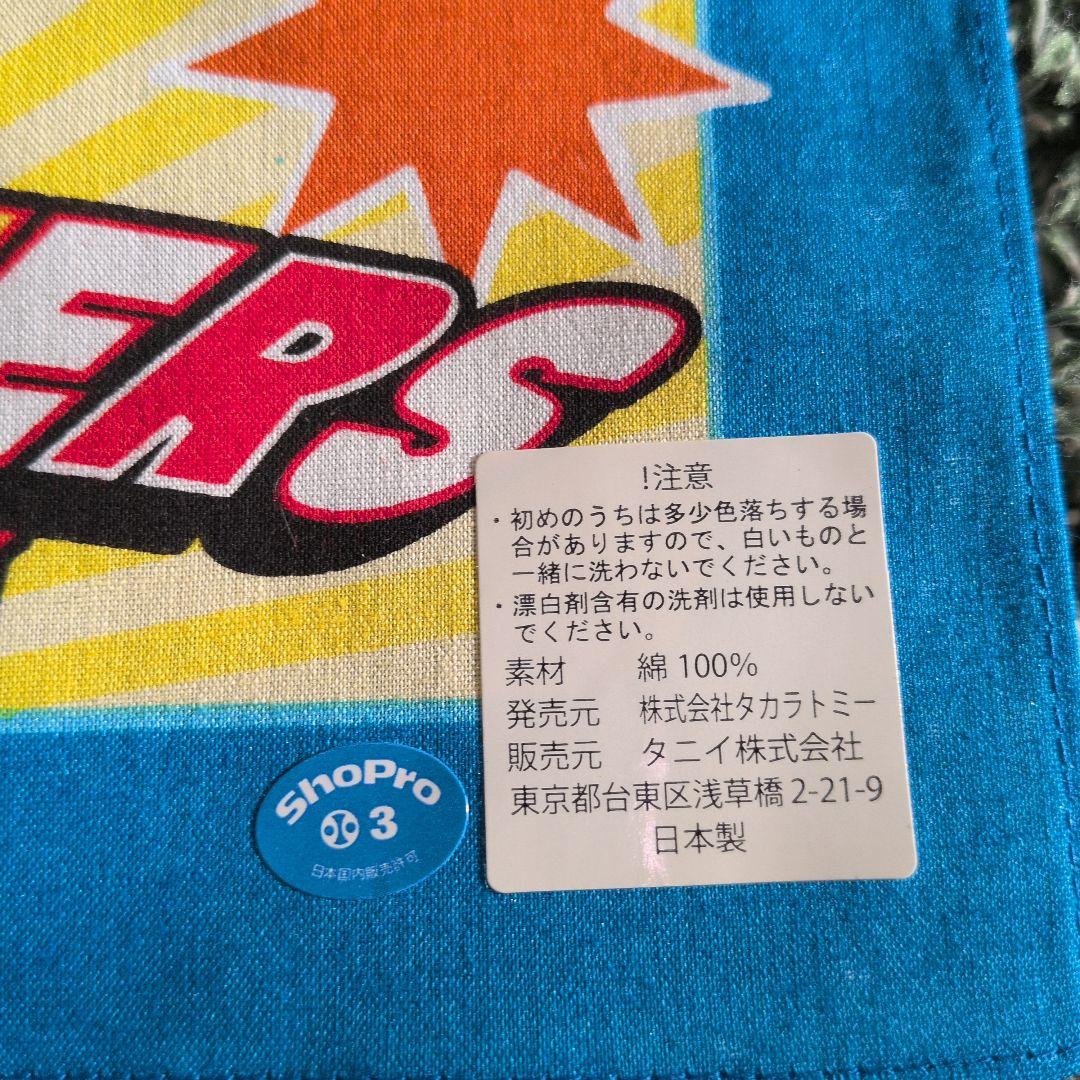 ERS
!注意
・初めのうちは多少色落ちする場
合がありますので、白いものと
一緒に洗わないでください。
・漂白剤含有の洗剤は使用しない
でください。
素材 綿 100%
発売元 株式会社タカラトミー
販売元 タニイ株式会社
東京都台東区浅草橋 2-21-9
日本製
ShoPro
3
日本国内販売許可